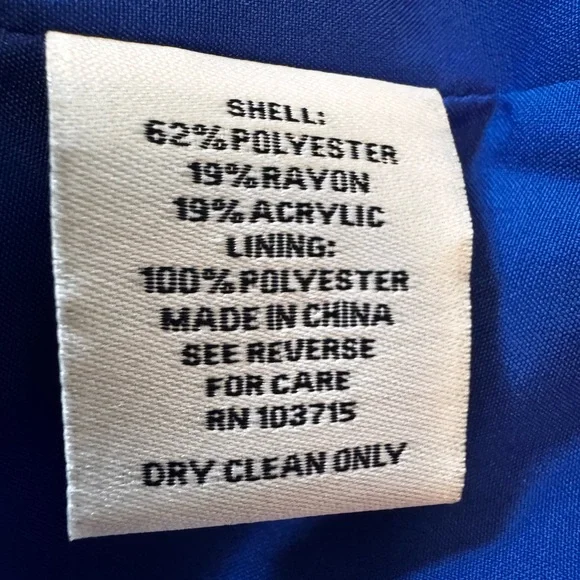 SHELL:
62%POLYESTER
19%RAYON
19%ACRYLIC
LINING:
100%POLYESTER
MADE IN CHINA
SEE REVERSE
FOR CARE
RN 103715
DRY CLEAN ONLY